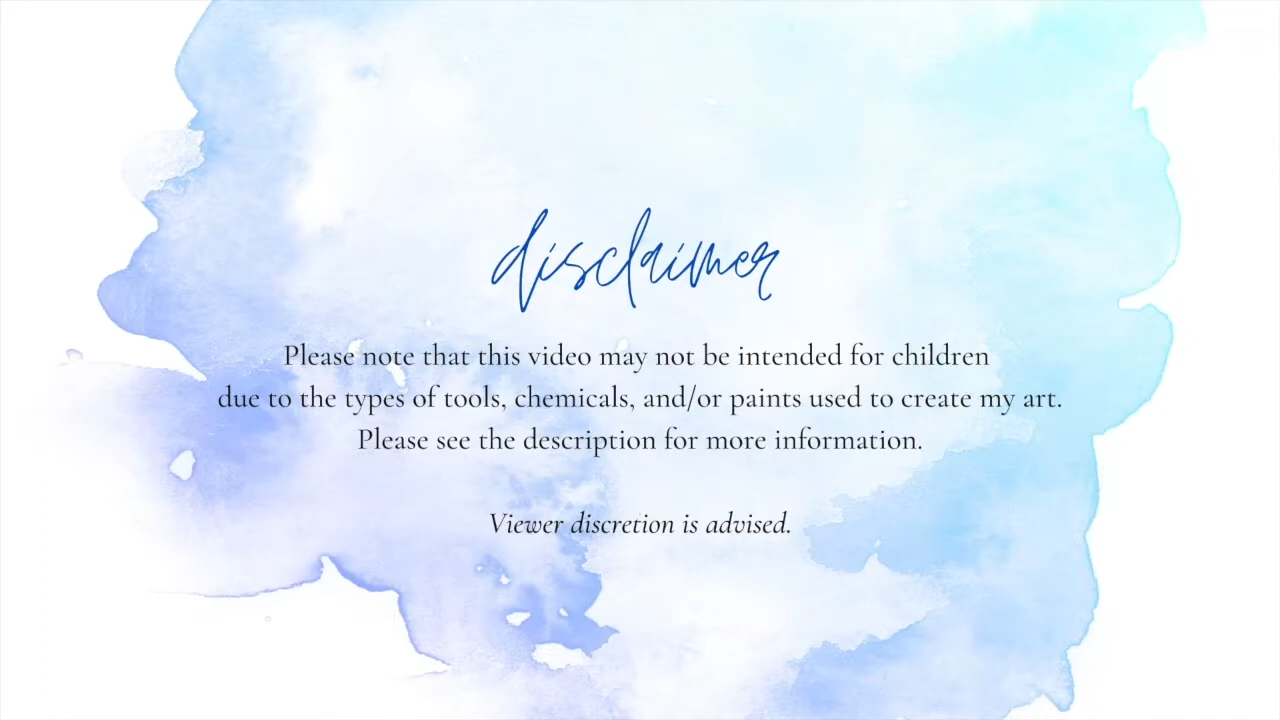 disclaimer
Please note that this video may not be intended for children
due to the types of tools, chemicals, and/or paints used to create my art.
Please see the description for more information.
Viewer discretion is advised.